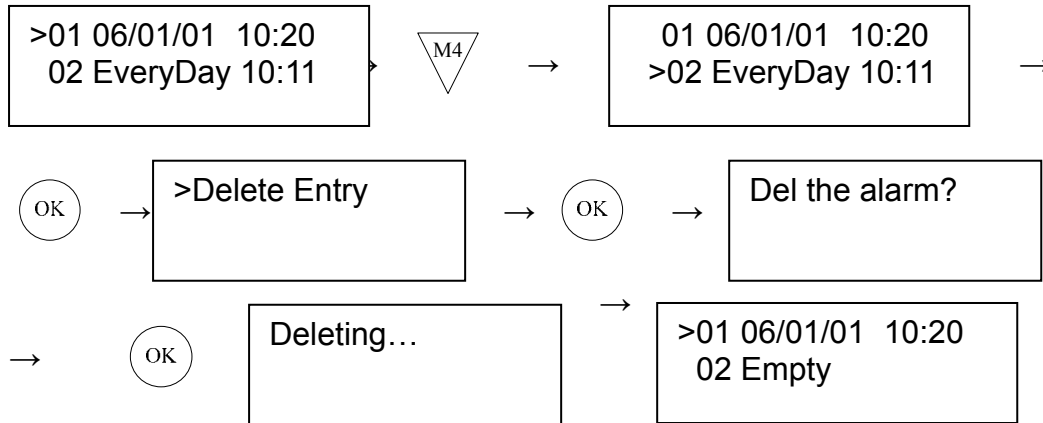 >01 06/01/01  10:20
02 EveryDay 10:11
→
M4
→
01 06/01/01  10:20
>02 EveryDay 10:11
→
OK
→
>Delete Entry
→
OK
→
Del the alarm?
→
OK
Deleting…
→
>01 06/01/01  10:20
02 Empty